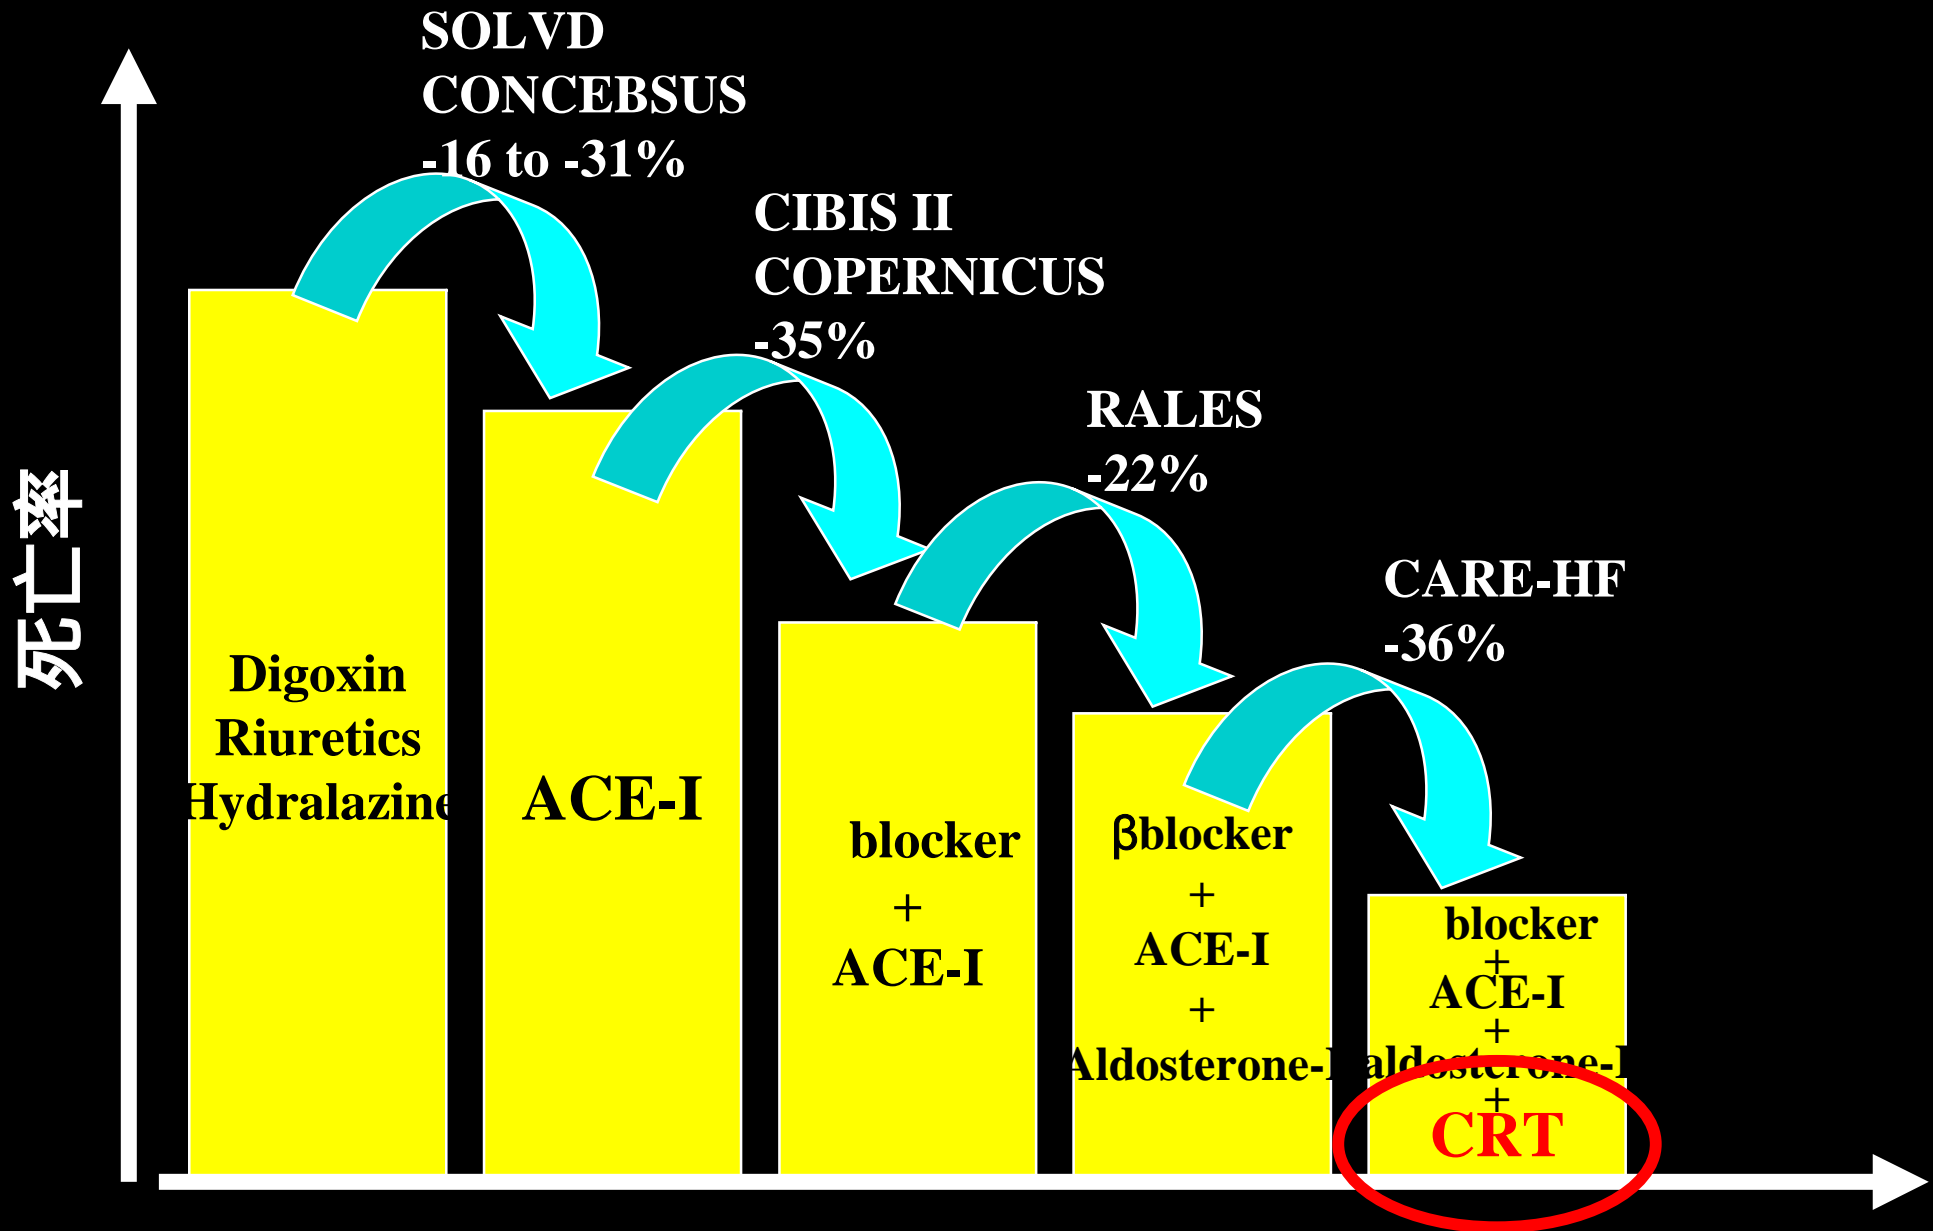 SOLVD
CONCEBSUS
-16 to -31%
CIBIS II
COPERNICUS
-35%
RALES
-22%
CARE-HF
-36%
死亡率
Digoxin
Riuretics
Hydralazine
ACE-I
blocker
+
ACE-I
βblocker
+
ACE-I
+
Aldosterone-I
blocker
+
ACE-I
+
aldosterone-I
+
CRT